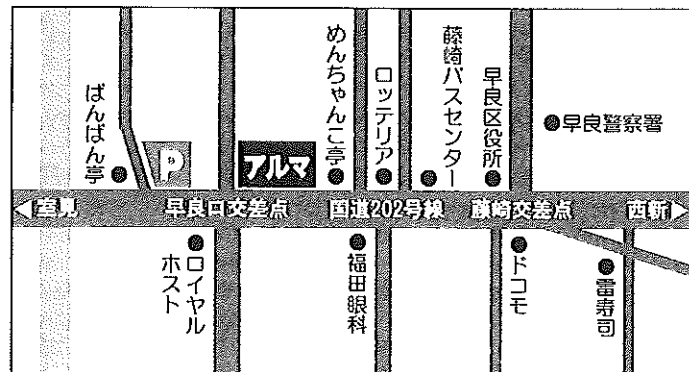 ばんばん亭
P
アルマ
めんちゃんこ亭
ロッテリア
藤崎バスセンター
早良区役所
早良警察署
◀室見
早良口交差点
国道202号線
藤崎交差点
西新▶
ロイヤル
ホスト
福田眼科
ドコモ
雷寿司